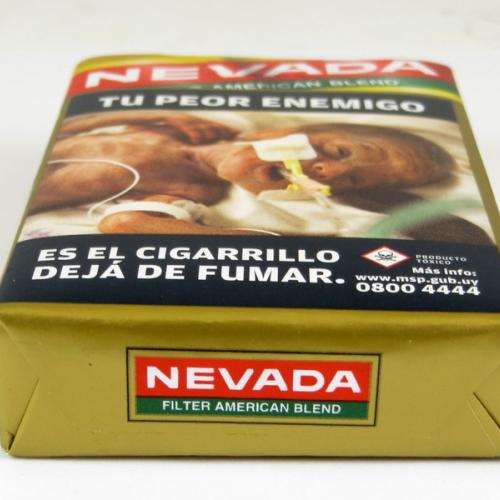 NEVADA
AMERICAN BLEND
TU PEOR ENEMIGO
ES EL CIGARRILLO
DEJÁ DE FUMAR.
PRODUCTO
TÓXICO
Más info:
www.msp.gub.uy
0800 4444
NEVADA
FILTER AMERICAN BLEND